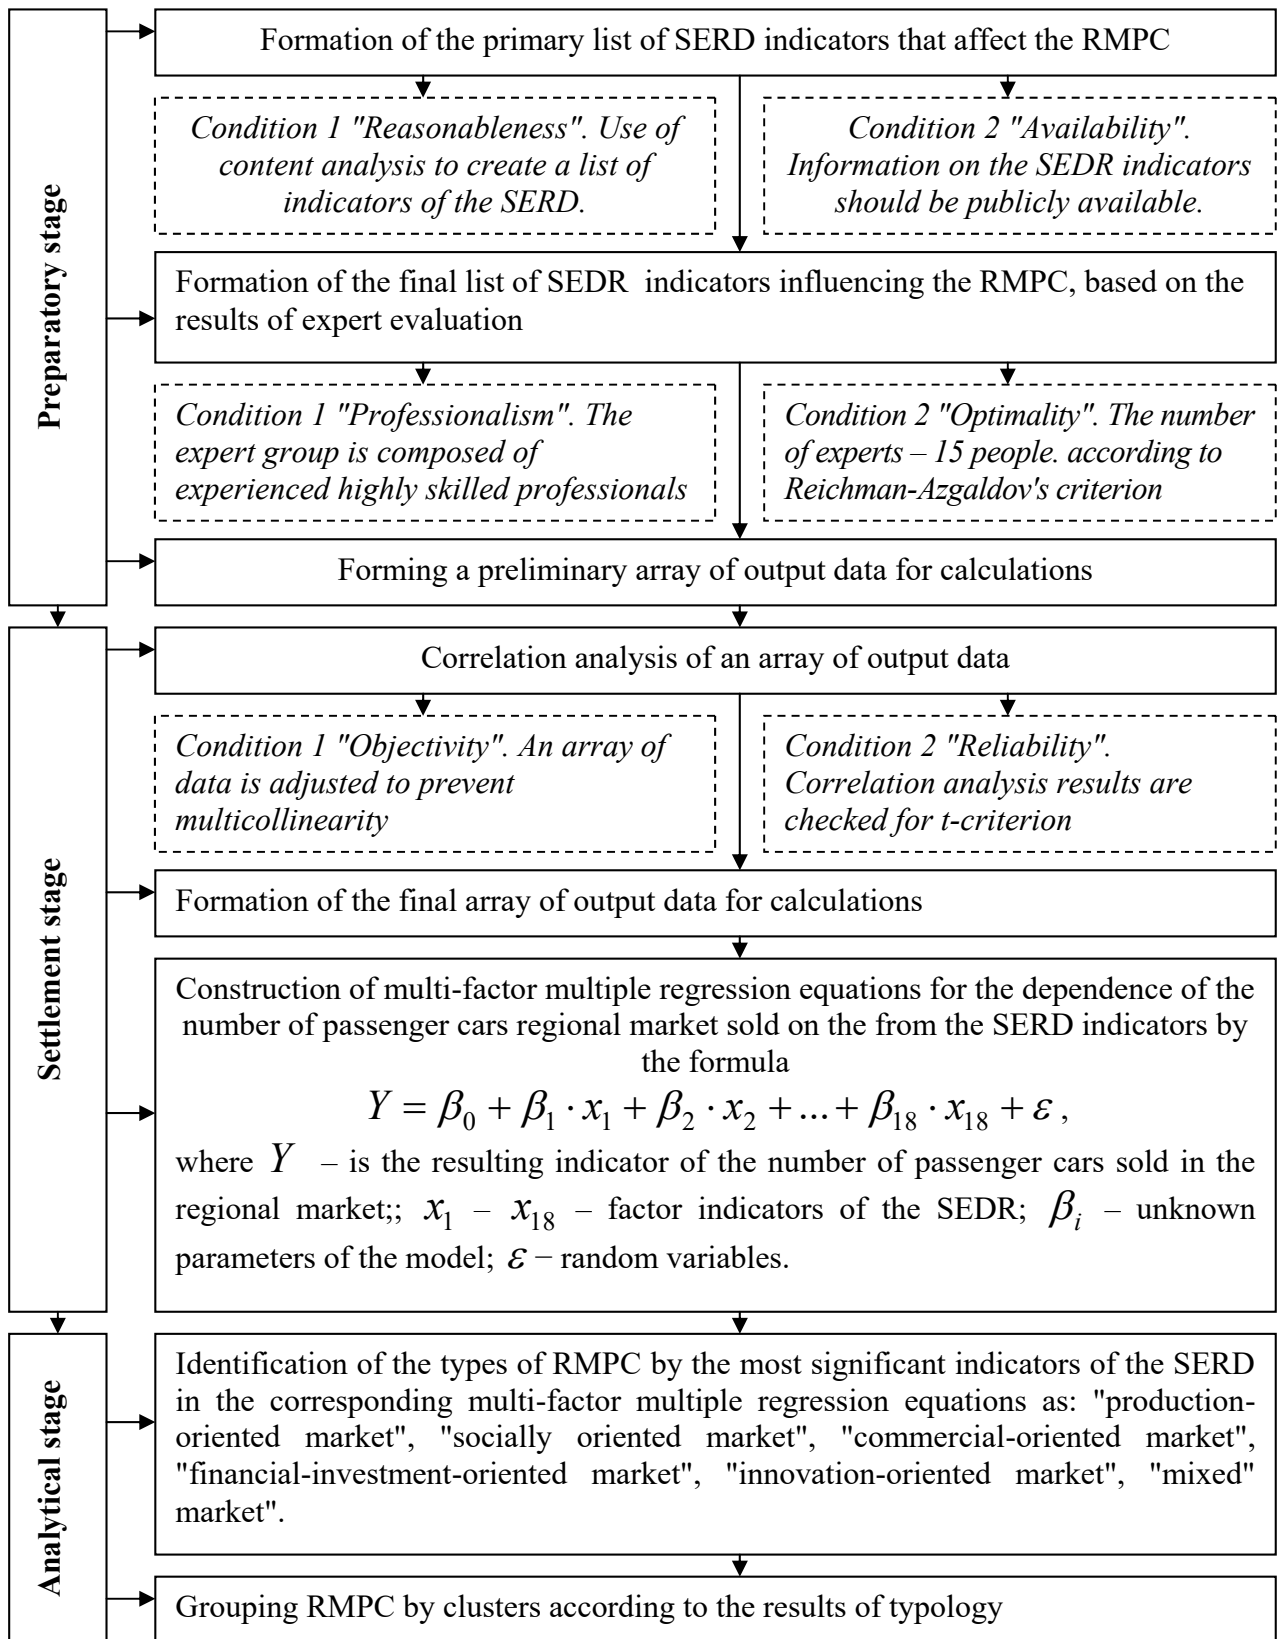 Preparatory stage
Formation of the primary list of SERD indicators that affect the RMPC
Condition 1 "Reasonableness". Use of
content analysis to create a list of
indicators of the SERD.
Condition 2 "Availability".
Information on the SEDR indicators
should be publicly available.
Formation of the final list of SEDR  indicators influencing the RMPC, based on the
results of expert evaluation
Condition 1 "Professionalism". The
expert group is composed of
experienced highly skilled professionals
Condition 2 "Optimality". The number
of experts – 15 people. according to
Reichman-Azgaldov's criterion
Forming a preliminary array of output data for calculations
Settlement stage
Correlation analysis of an array of output data
Condition 1 "Objectivity". An array of
data is adjusted to prevent
multicollinearity
Condition 2 "Reliability".
Correlation analysis results are
checked for t-criterion
Formation of the final array of output data for calculations
Construction of multi-factor multiple regression equations for the dependence of the
number of passenger cars regional market sold on the from the SERD indicators by
the formula
Y = β₀ + β₁ · x₁ + β₂ · x₂ + ... + β₁₈ · x₁₈ + ε ,
where Y – is the resulting indicator of the number of passenger cars sold in the
regional market;; x₁ – x₁₈ – factor indicators of the SEDR; βᵢ – unknown
parameters of the model; ε – random variables.
Analytical stage
Identification of the types of RMPC by the most significant indicators of the SERD
in the corresponding multi-factor multiple regression equations as: "production-
oriented market", "socially oriented market", "commercial-oriented market",
"financial-investment-oriented market", "innovation-oriented market", "mixed"
market".
Grouping RMPC by clusters according to the results of typology